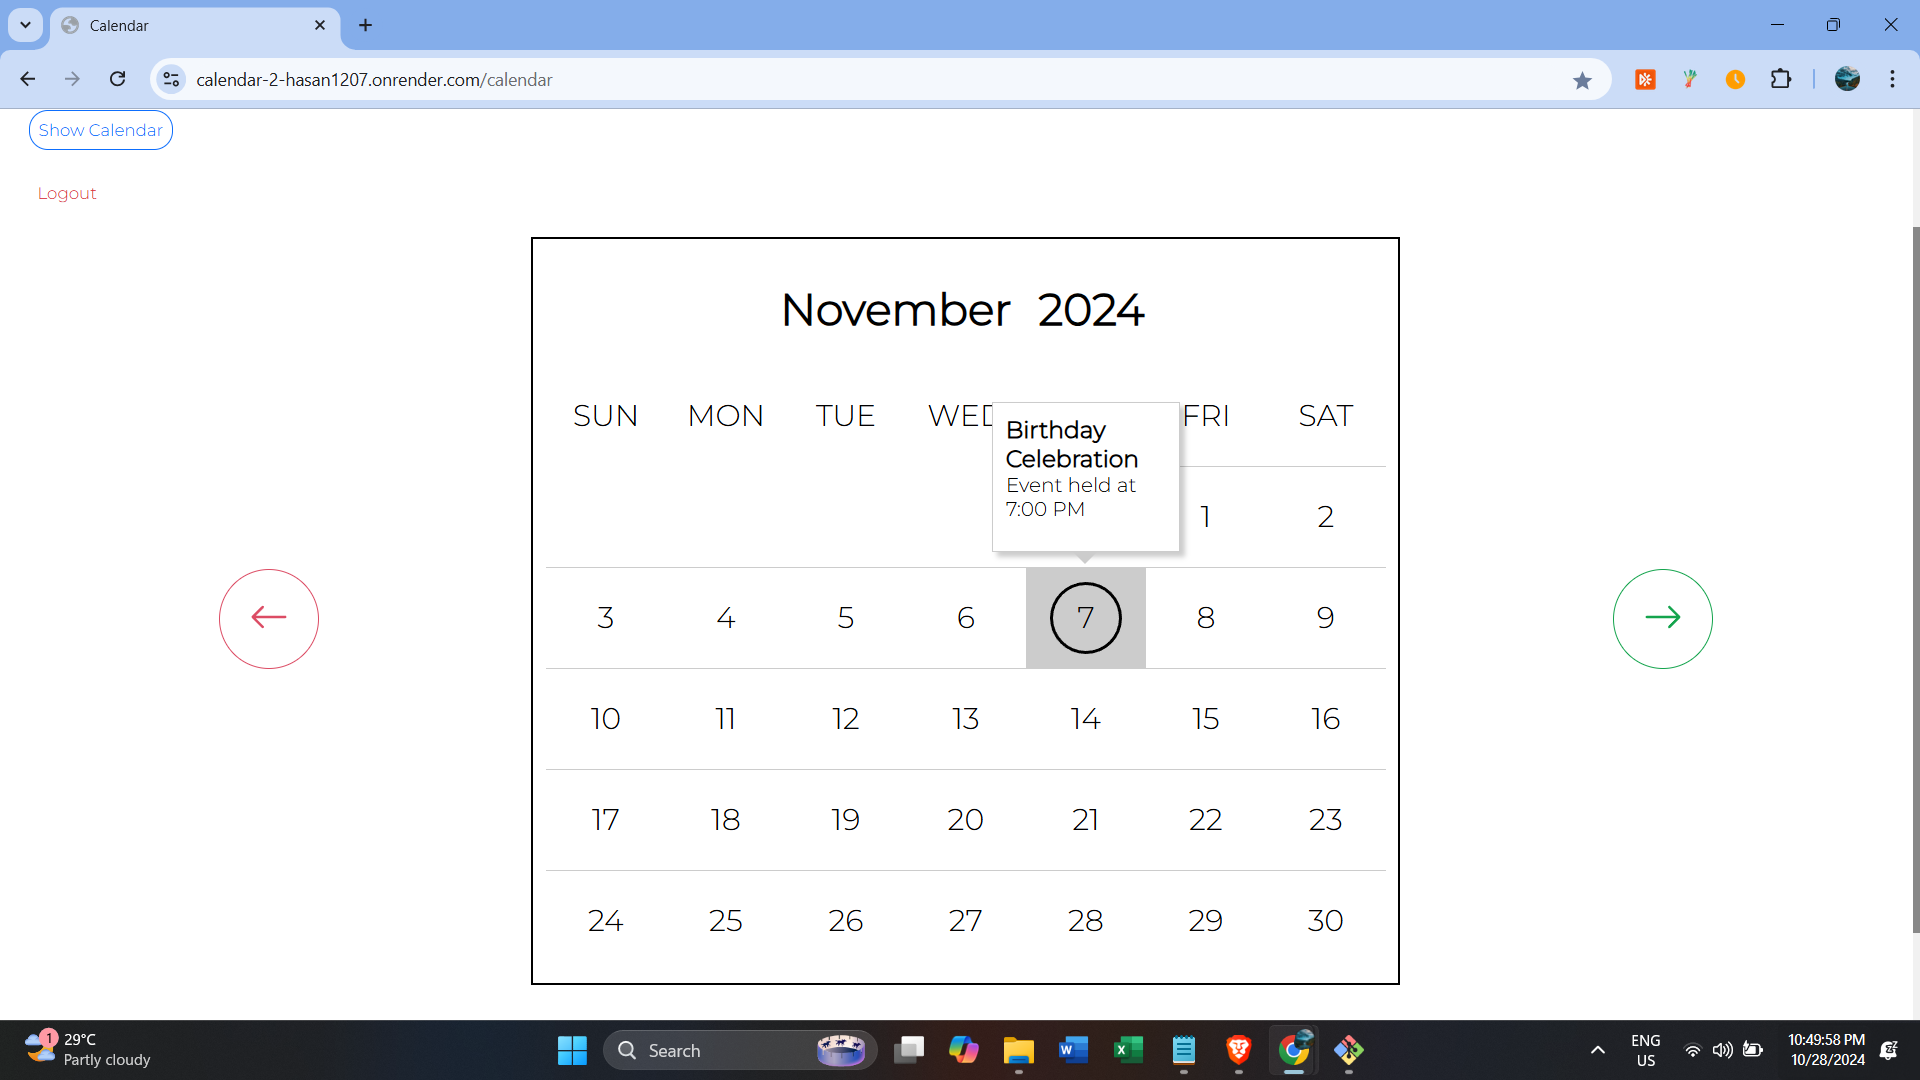 Calendar
calendar-2-hasan1207.onrender.com/calendar
Show Calendar
Logout
November 2024
SUN MON TUE WED FRI SAT
Birthday
Celebration
Event held at
7:00 PM
1 2
3 4 5 6 7 8 9
10 11 12 13 14 15 16
17 18 19 20 21 22 23
24 25 26 27 28 29 30
1
29°C
Partly cloudy
Search
ENG
US
10:49:58 PM
10/28/2024